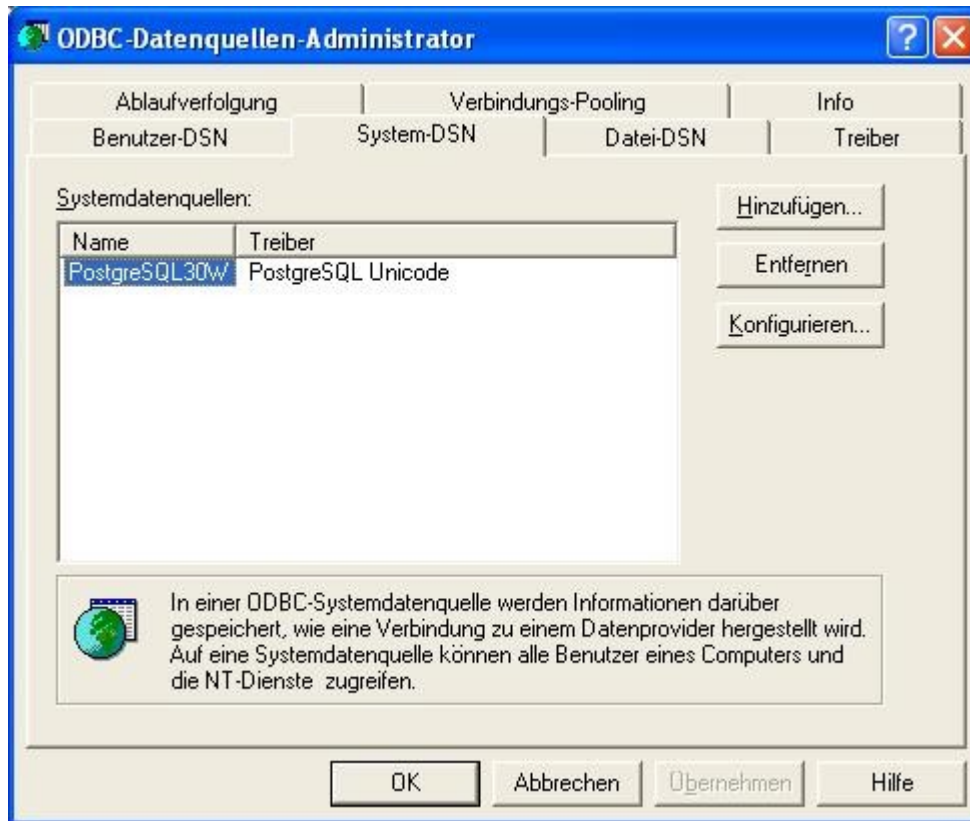 ODBC-Datenquellen-Administrator
Ablaufverfolgung Verbindungs-Pooling Info
Benutzer-DSN System-DSN Datei-DSN Treiber
Systemdatenquellen:
Hinzufügen...
Name Treiber
PostgreSQL30W PostgreSQL Unicode
Entfernen
Konfigurieren...
In einer ODBC-Systemdatenquelle werden Informationen darüber
gespeichert, wie eine Verbindung zu einem Datenprovider hergestellt wird.
Auf eine Systemdatenquelle können alle Benutzer eines Computers und
die NT-Dienste zugreifen.
OK Abbrechen Übernehmen Hilfe